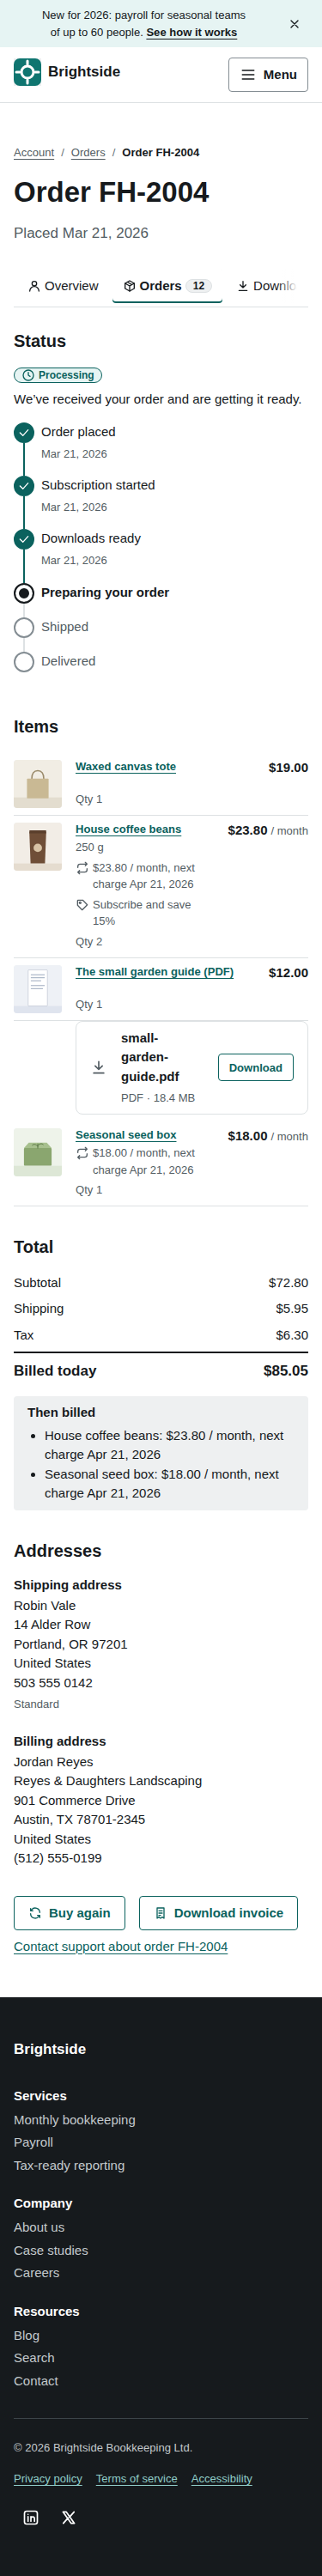 New for 2026: payroll for seasonal teams
of up to 60 people. See how it works
Brightside
Menu
Account / Orders / Order FH-2004
Order FH-2004
Placed Mar 21, 2026
Overview Orders 12 Downlo
Status
Processing
We’ve received your order and are getting it ready.
Order placed
Mar 21, 2026
Subscription started
Mar 21, 2026
Downloads ready
Mar 21, 2026
Preparing your order
Shipped
Delivered
Items
Waxed canvas tote $19.00
Qty 1
House coffee beans $23.80 / month
250 g
$23.80 / month, next
charge Apr 21, 2026
Subscribe and save
15%
Qty 2
The small garden guide (PDF) $12.00
Qty 1
small-
garden-
guide.pdf
PDF · 18.4 MB
Download
Seasonal seed box $18.00 / month
$18.00 / month, next
charge Apr 21, 2026
Qty 1
Total
Subtotal $72.80
Shipping $5.95
Tax $6.30
Billed today $85.05
Then billed
• House coffee beans: $23.80 / month, next
charge Apr 21, 2026
• Seasonal seed box: $18.00 / month, next
charge Apr 21, 2026
Addresses
Shipping address
Robin Vale
14 Alder Row
Portland, OR 97201
United States
503 555 0142
Standard
Billing address
Jordan Reyes
Reyes & Daughters Landscaping
901 Commerce Drive
Austin, TX 78701-2345
United States
(512) 555-0199
Buy again Download invoice
Contact support about order FH-2004
Brightside
Services
Monthly bookkeeping
Payroll
Tax-ready reporting
Company
About us
Case studies
Careers
Resources
Blog
Search
Contact
© 2026 Brightside Bookkeeping Ltd.
Privacy policy Terms of service Accessibility